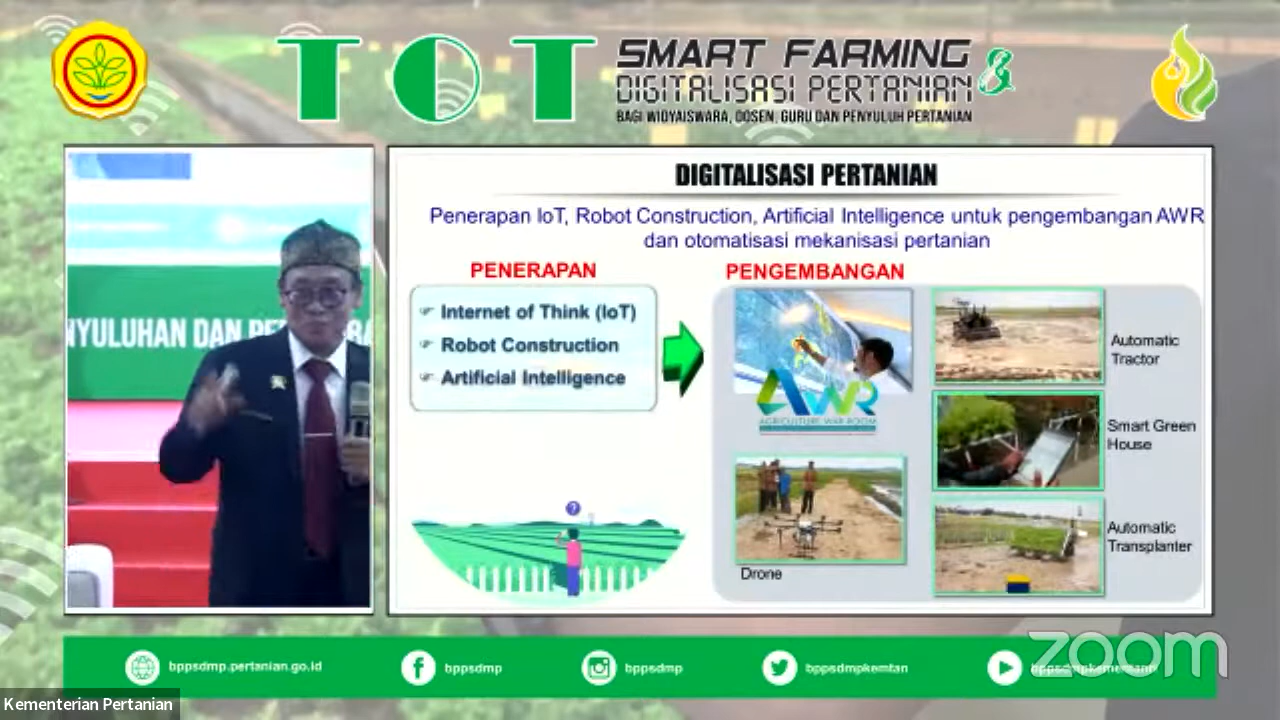 TOT
SMART FARMING &
DIGITALISASI PERTANIAN
BAGI WIDYAISWARA, DOSEN, GURU DAN PENYULUH PERTANIAN
NYULUHAN DAN
DIGITALISASI PERTANIAN
Penerapan IoT, Robot Construction, Artificial Intelligence untuk pengembangan AWR
dan otomatisasi mekanisasi pertanian
PENERAPAN
☞ Internet of Think (IoT)
☞ Robot Construction
☞ Artificial Intelligence
?
PENGEMBANGAN
AWR
AGRICULTURE WAR ROOM
Drone
Automatic
Tractor
Smart Green
House
Automatic
Transplanter
bppsdmp.pertanian.go.id
bppsdmp
bppsdmp
bppsdmpkemtan
zoom
Kementerian Pertanian